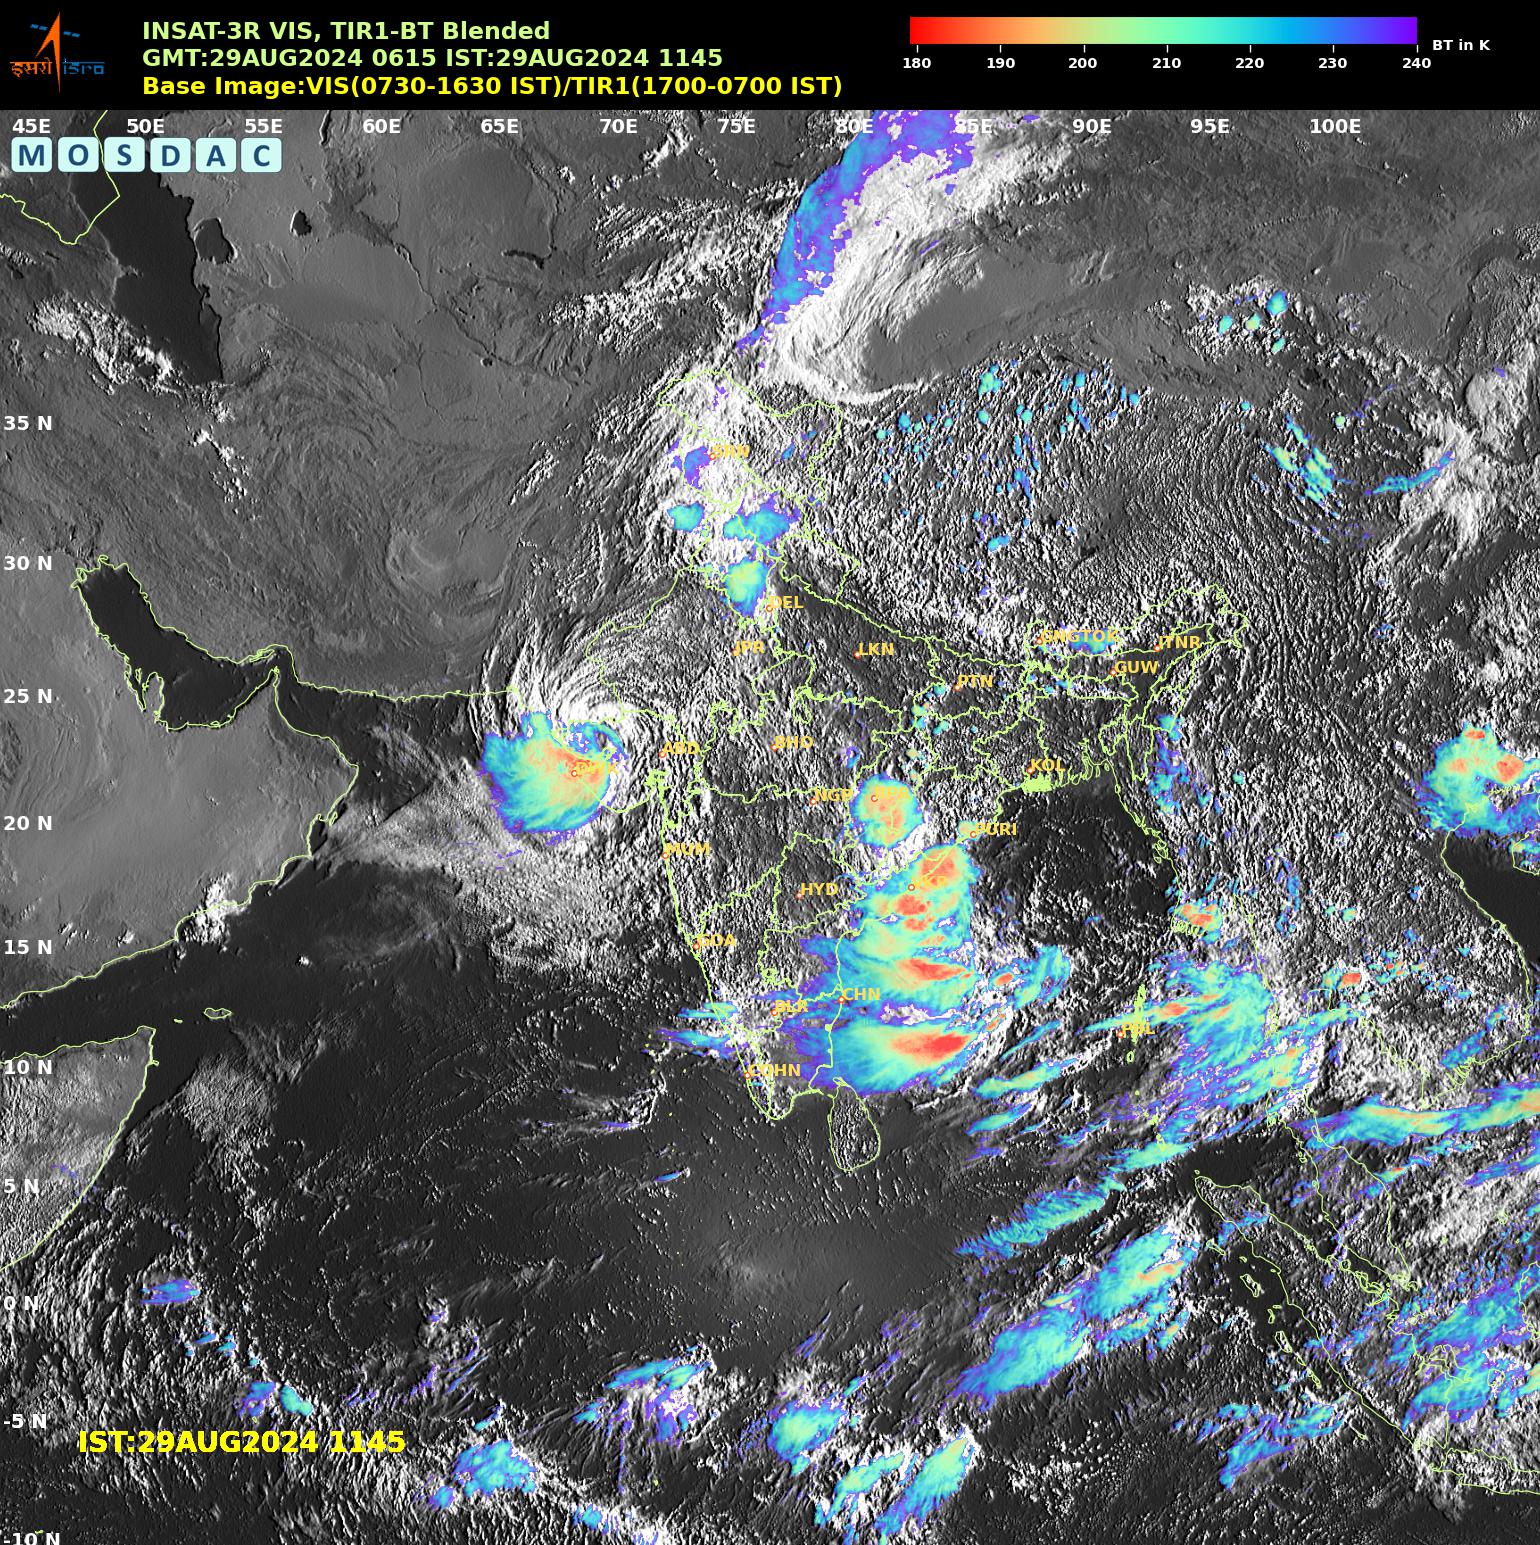 INSAT-3R VIS, TIR1-BT Blended
GMT:29AUG2024 0615 IST:29AUG2024 1145
Base Image:VIS(0730-1630 IST)/TIR1(1700-0700 IST)
इसरो isro
BT in K
180 190 200 210 220 230 240
45E 50E 55E 60E 65E 70E 75E 80E 85E 90E 95E 100E
MOSDAC
35 N
SRN
30 N
DEL
GNGTOK
ITNR
JPR
LKN
GUW
PTN
25 N
ABD
BHO
KOL
NGP
RPR
20 N
PURI
MUM
HYD
15 N
GOA
CHN
BLR
PBL
10 N
COHN
5 N
0 N
-5 N
IST:29AUG2024 1145
-10 N